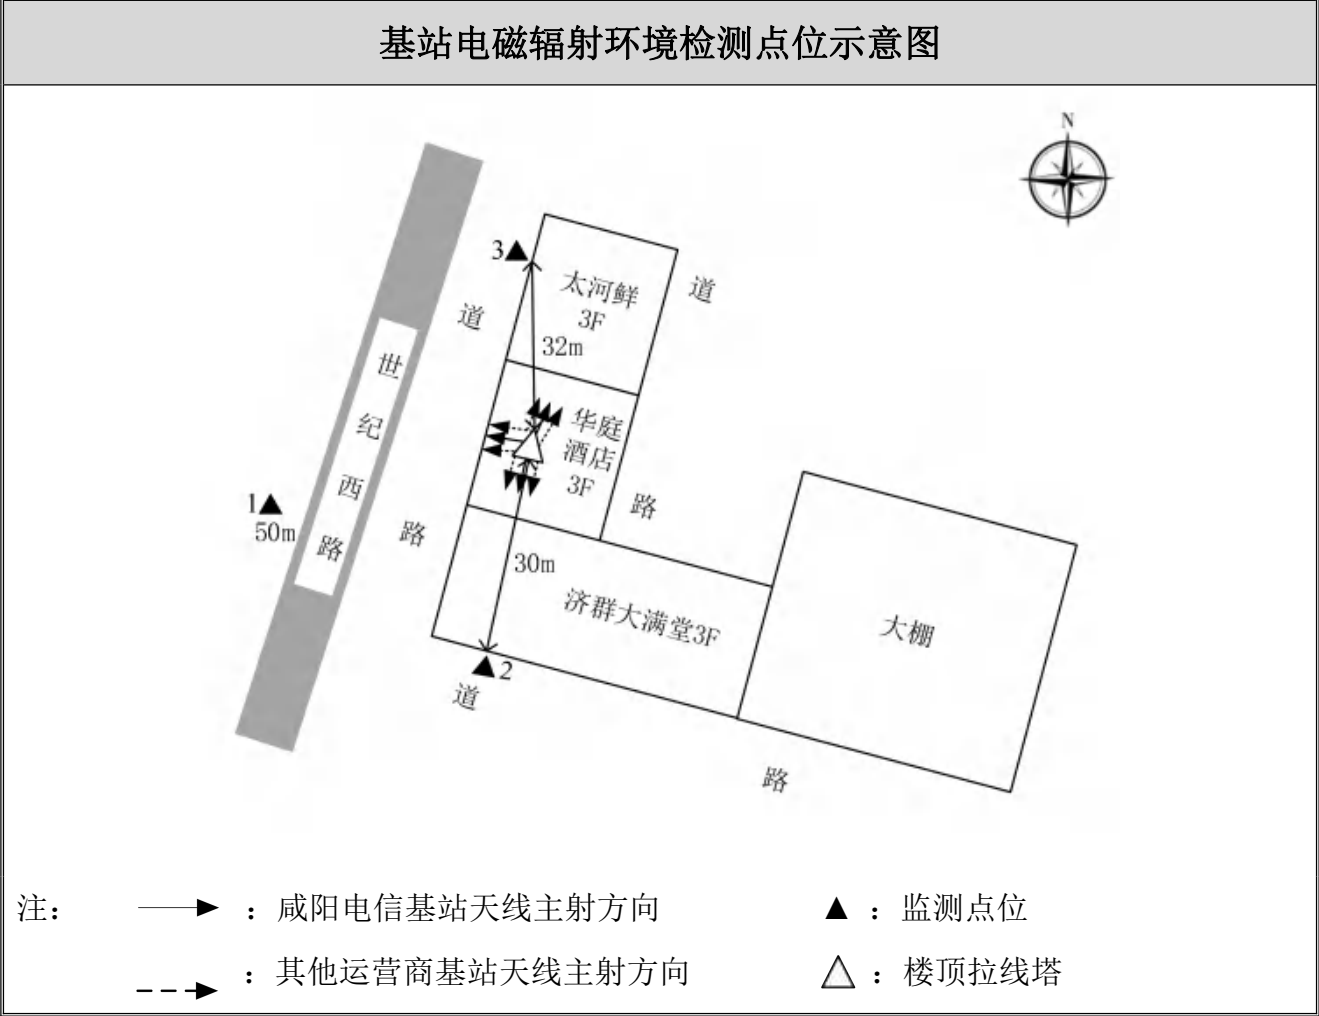 基站电磁辐射环境检测点位示意图
N
3
太河鲜
3F
道
道
32m
世纪西路
华庭
酒店
3F
1
50m
路
路
30m
济群大满堂3F
大棚
2
道
路
注：
：咸阳电信基站天线主射方向
：监测点位
：其他运营商基站天线主射方向
：楼顶拉线塔